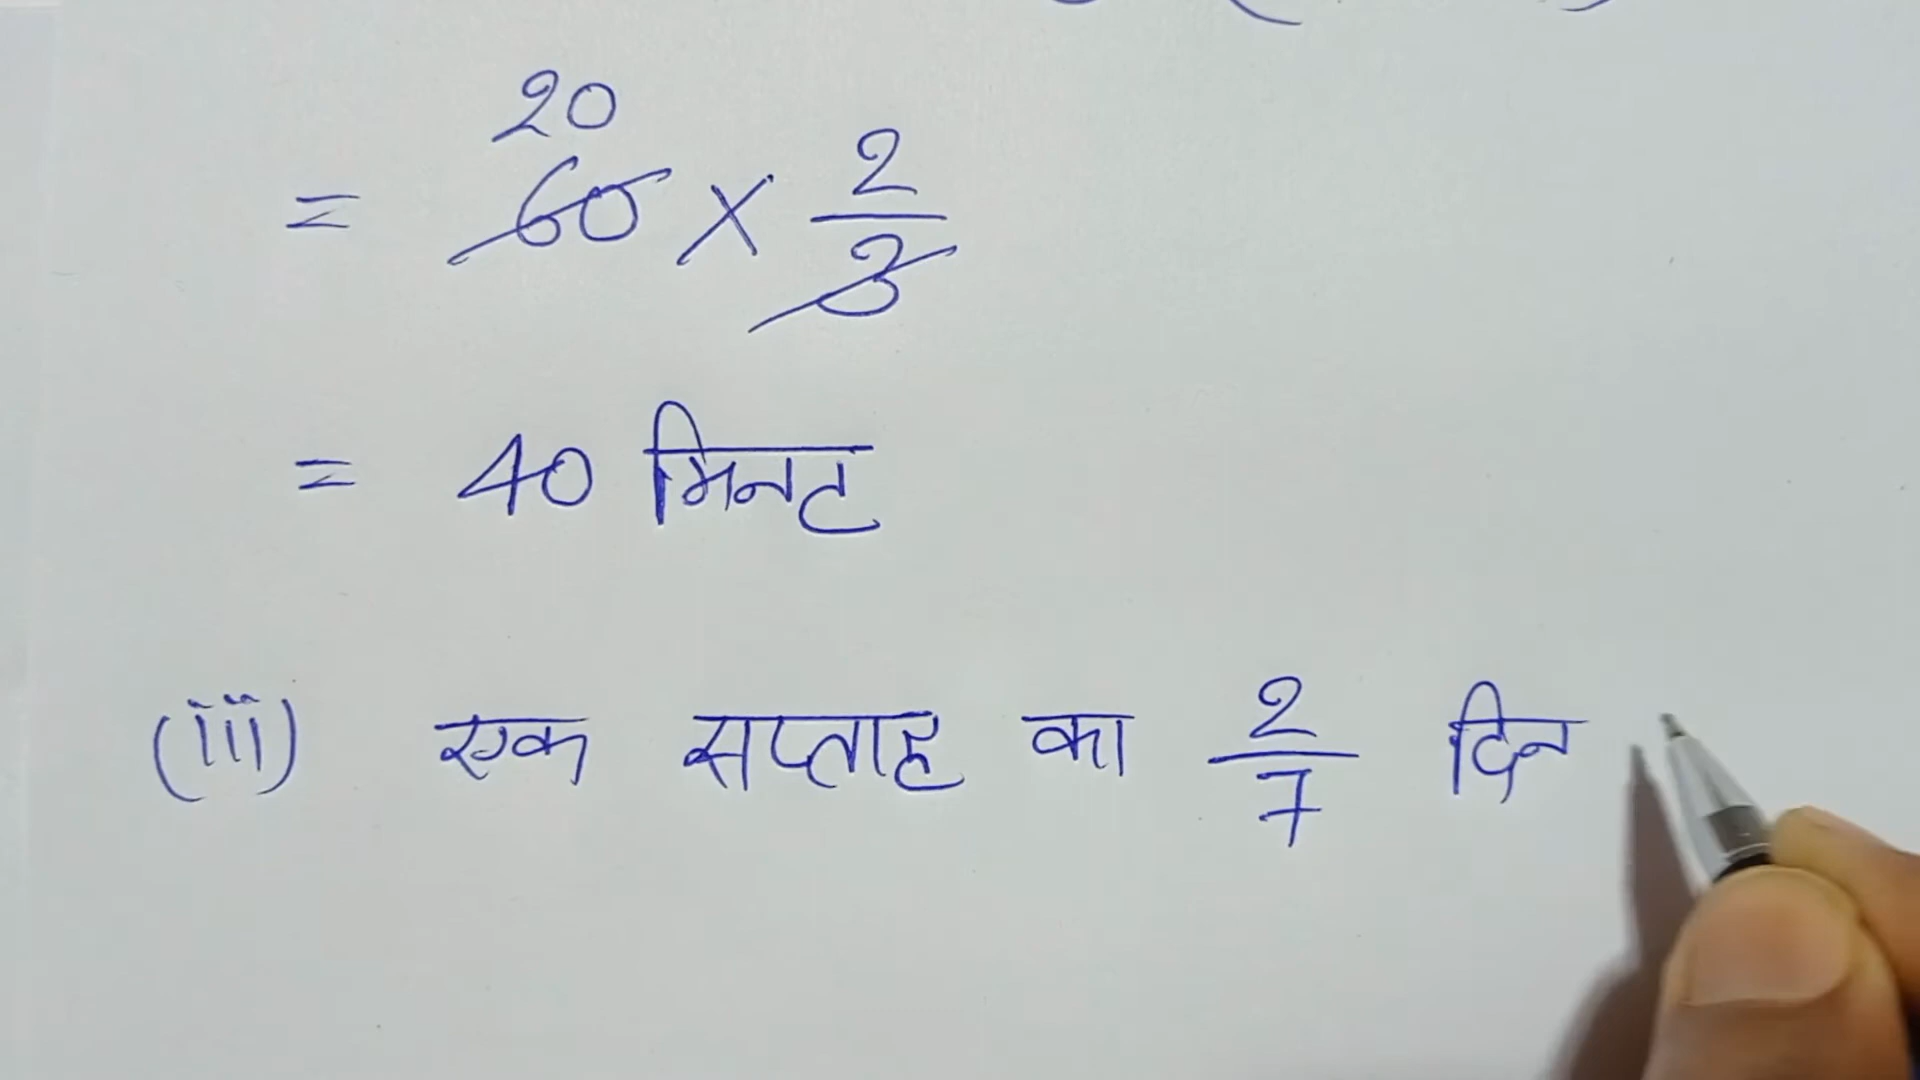 20
= 60 × 2/3
= 40 मिनट
(iii) एक सप्ताह का 2/7 दिन